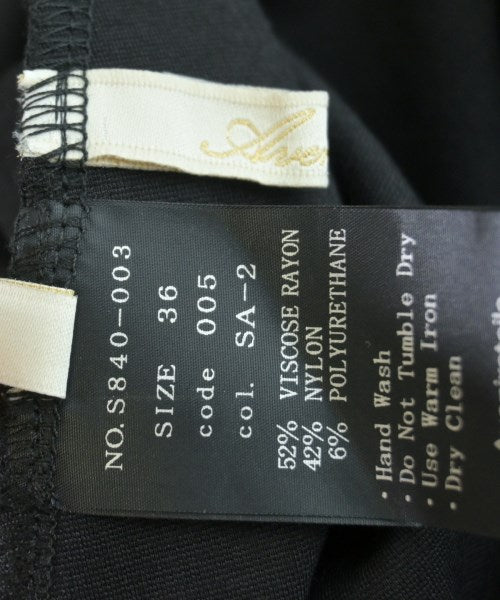 NO. S840-003
SIZE 36
code 005
col. SA-2
52% VISCOSE RAYON
42% NYLON
6% POLYURETHANE
· Hand Wash
· Do Not Tumble Dry
· Use Warm Iron
· Dry Clean